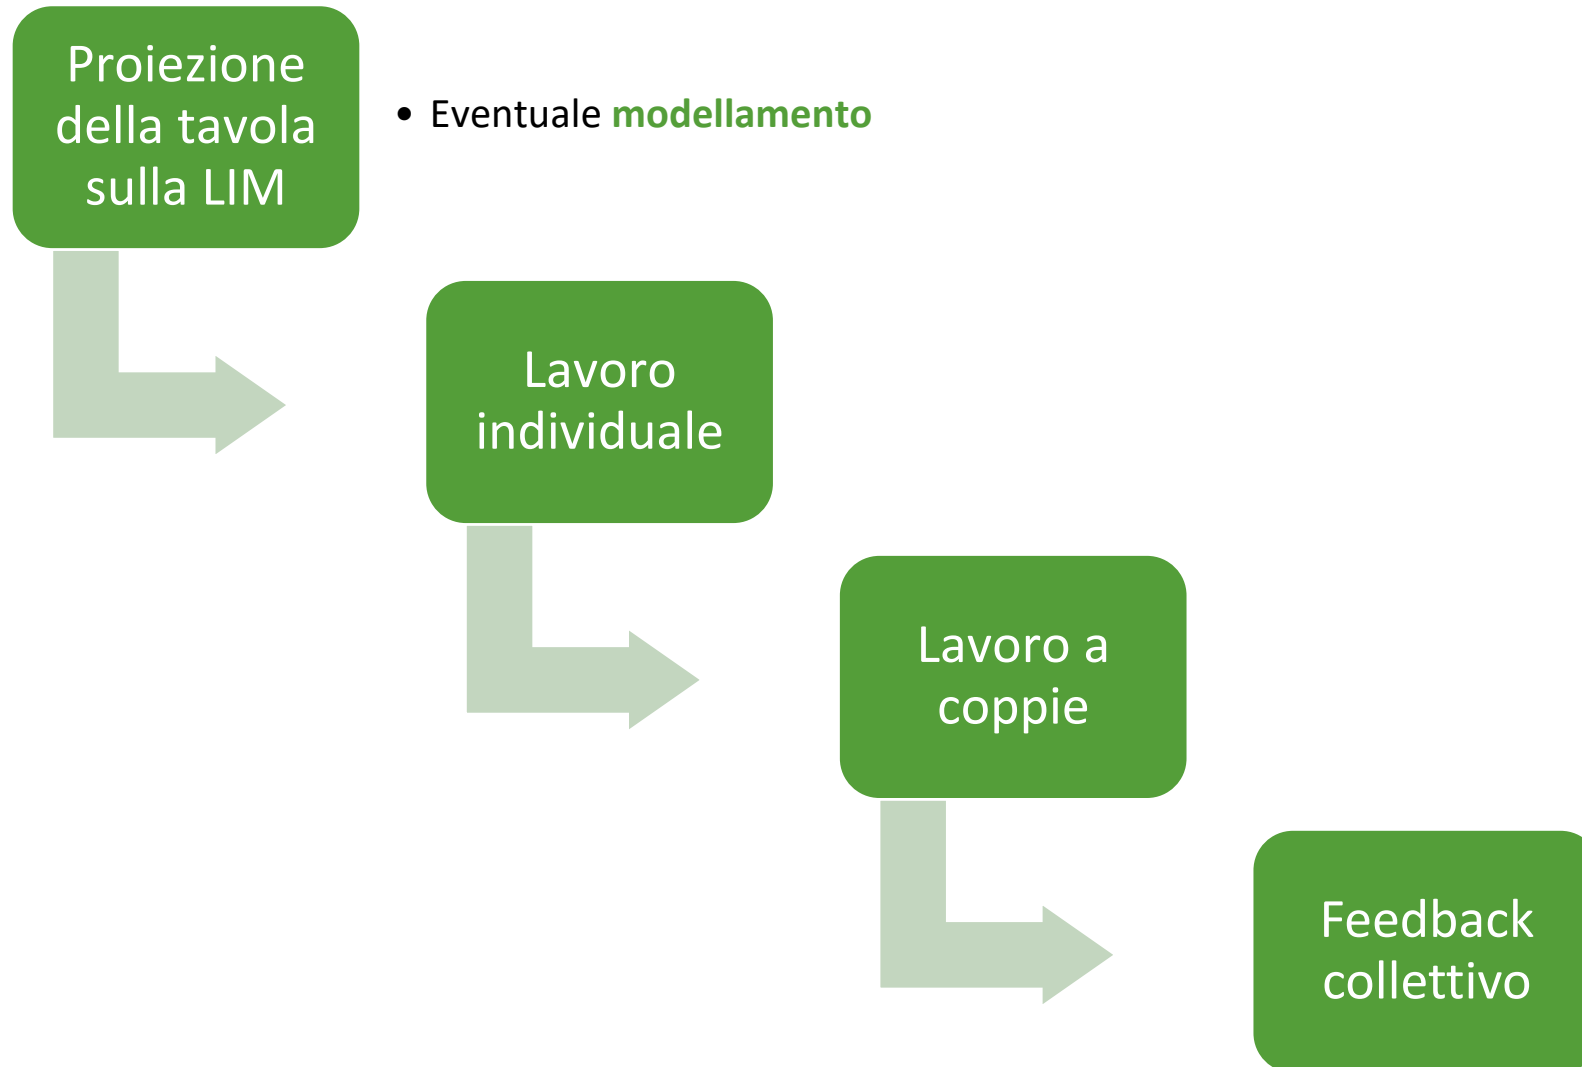 Proiezione
della tavola
sulla LIM
• Eventuale modellamento
Lavoro
individuale
Lavoro a
coppie
Feedback
collettivo